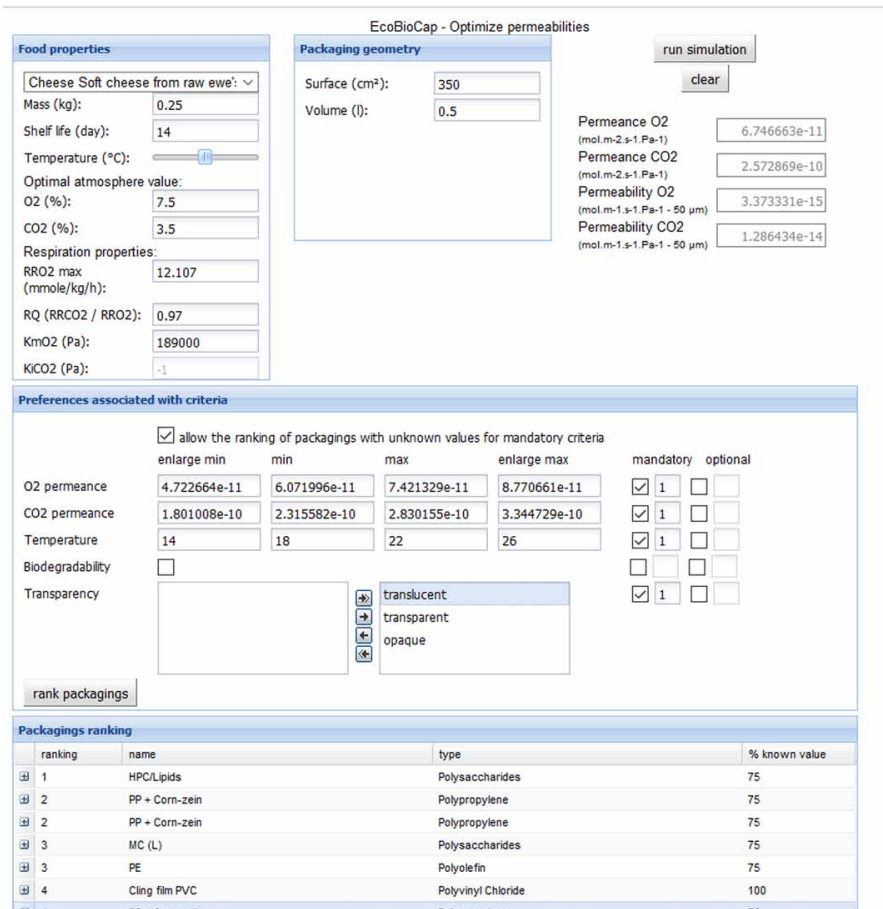 EcoBioCap - Optimize permeabilities
Food properties
Cheese Soft cheese from raw ewe':
Mass (kg): 0.25
Shelf life (day): 14
Temperature (°C):
Optimal atmosphere value:
O2 (%): 7.5
CO2 (%): 3.5
Respiration properties:
RRO2 max 12.107
(mmole/kg/h):
RQ (RRCO2 / RRO2): 0.97
KmO2 (Pa): 189000
KiCO2 (Pa): -1
Packaging geometry
Surface (cm²): 350
Volume (l): 0.5
run simulation
clear
Permeance O2 6.746663e-11
(mol.m-2.s-1.Pa-1)
Permeance CO2 2.572869e-10
(mol.m-2.s-1.Pa-1)
Permeability O2 3.373331e-15
(mol.m-1.s-1.Pa-1 - 50 µm)
Permeability CO2 1.286434e-14
(mol.m-1.s-1.Pa-1 - 50 µm)
Preferences associated with criteria
allow the ranking of packagings with unknown values for mandatory criteria
enlarge min min max enlarge max mandatory optional
O2 permeance 4.722664e-11 6.071996e-11 7.421329e-11 8.770661e-11 1
CO2 permeance 1.801008e-10 2.315582e-10 2.830155e-10 3.344729e-10 1
Temperature 14 18 22 26 1
Biodegradability
Transparency translucent 1
transparent
opaque
rank packagings
Packagings ranking
ranking name type % known value
1 HPC/Lipids Polysaccharides 75
2 PP + Corn-zein Polypropylene 75
2 PP + Corn-zein Polypropylene 75
3 MC (L) Polysaccharides 75
3 PE Polyolefin 75
4 Cling film PVC Polyvinyl Chloride 100